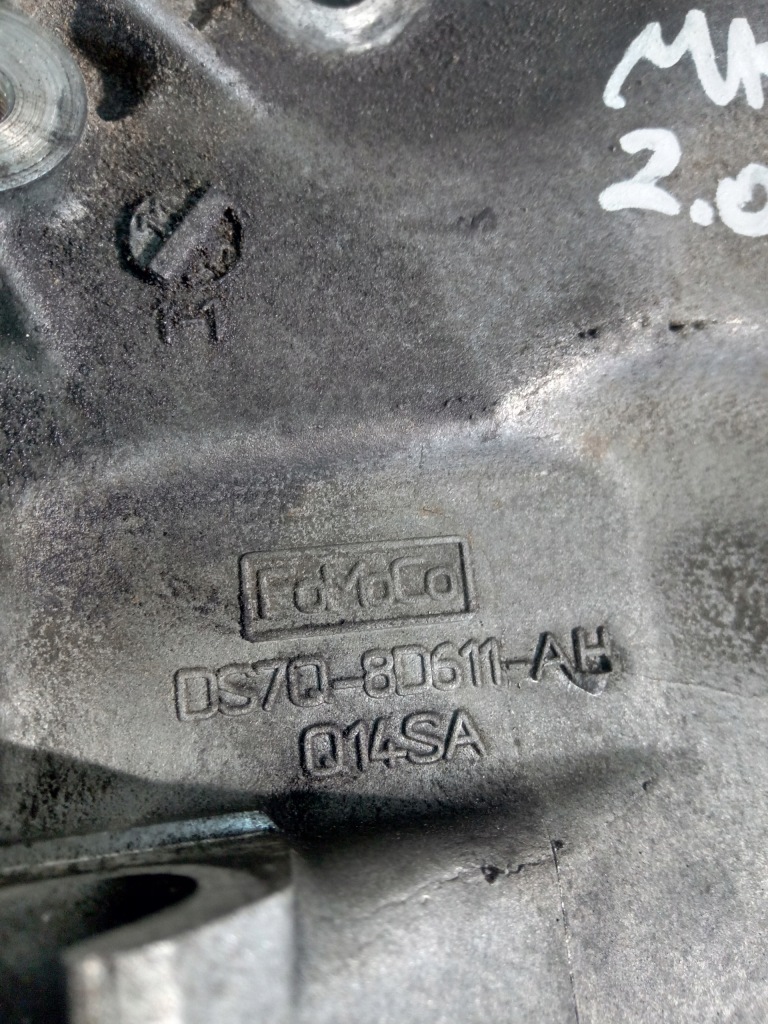 2.0
FoMoCo
DS7Q-8D611-AH
Q14SA